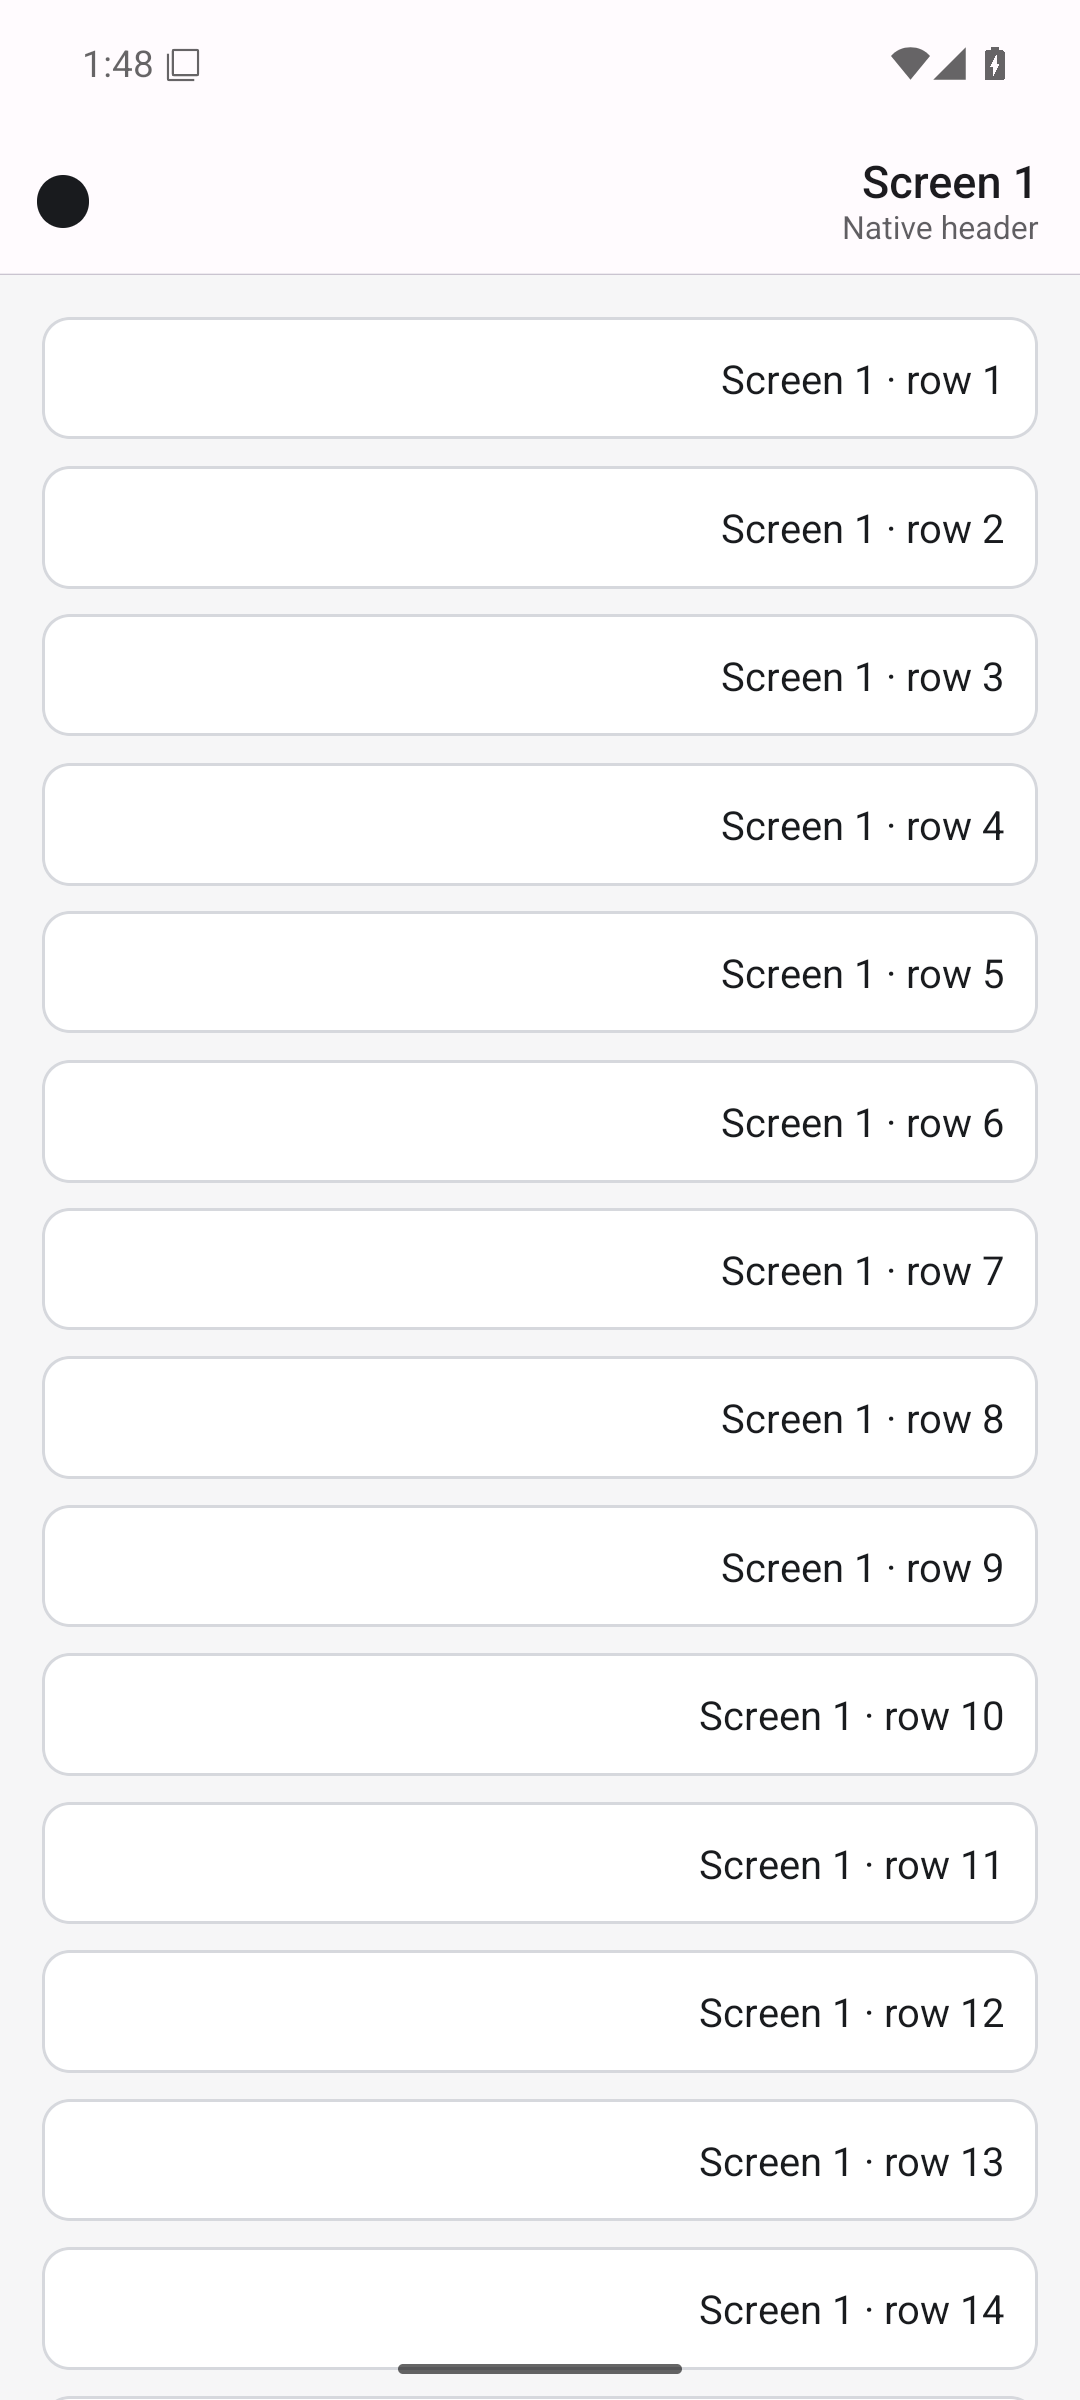 1:48
Screen 1
Native header
Screen 1 · row 1
Screen 1 · row 2
Screen 1 · row 3
Screen 1 · row 4
Screen 1 · row 5
Screen 1 · row 6
Screen 1 · row 7
Screen 1 · row 8
Screen 1 · row 9
Screen 1 · row 10
Screen 1 · row 11
Screen 1 · row 12
Screen 1 · row 13
Screen 1 · row 14